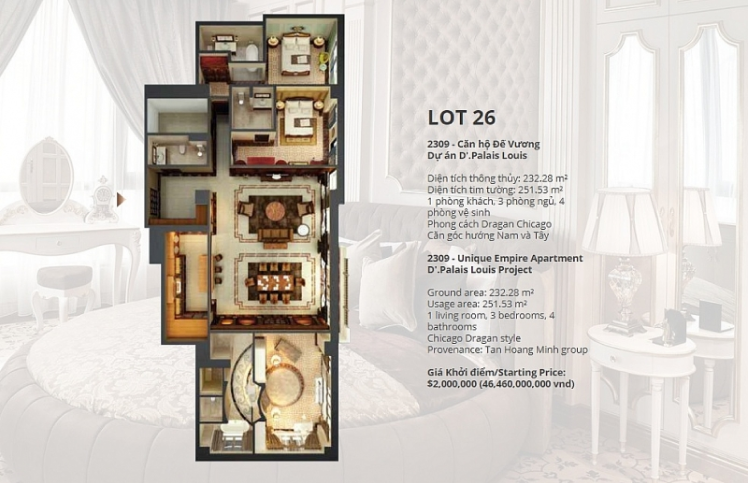 LOT 26
2309 - Căn hộ Đế Vương
Dự án D'.Palais Louis
Diện tích thông thủy: 232.28 m²
Diện tích tim tường: 251.53 m²
1 phòng khách, 3 phòng ngủ, 4
phòng vệ sinh
Phong cách Dragan Chicago
Căn góc hướng Nam và Tây
2309 - Unique Empire Apartment
D'.Palais Louis Project
Ground area: 232.28 m²
Usage area: 251.53 m²
1 living room, 3 bedrooms, 4
bathrooms
Chicago Dragan style
Provenance: Tan Hoang Minh group
Giá Khởi điểm/Starting Price:
$2,000,000 (46,460,000,000 vnd)